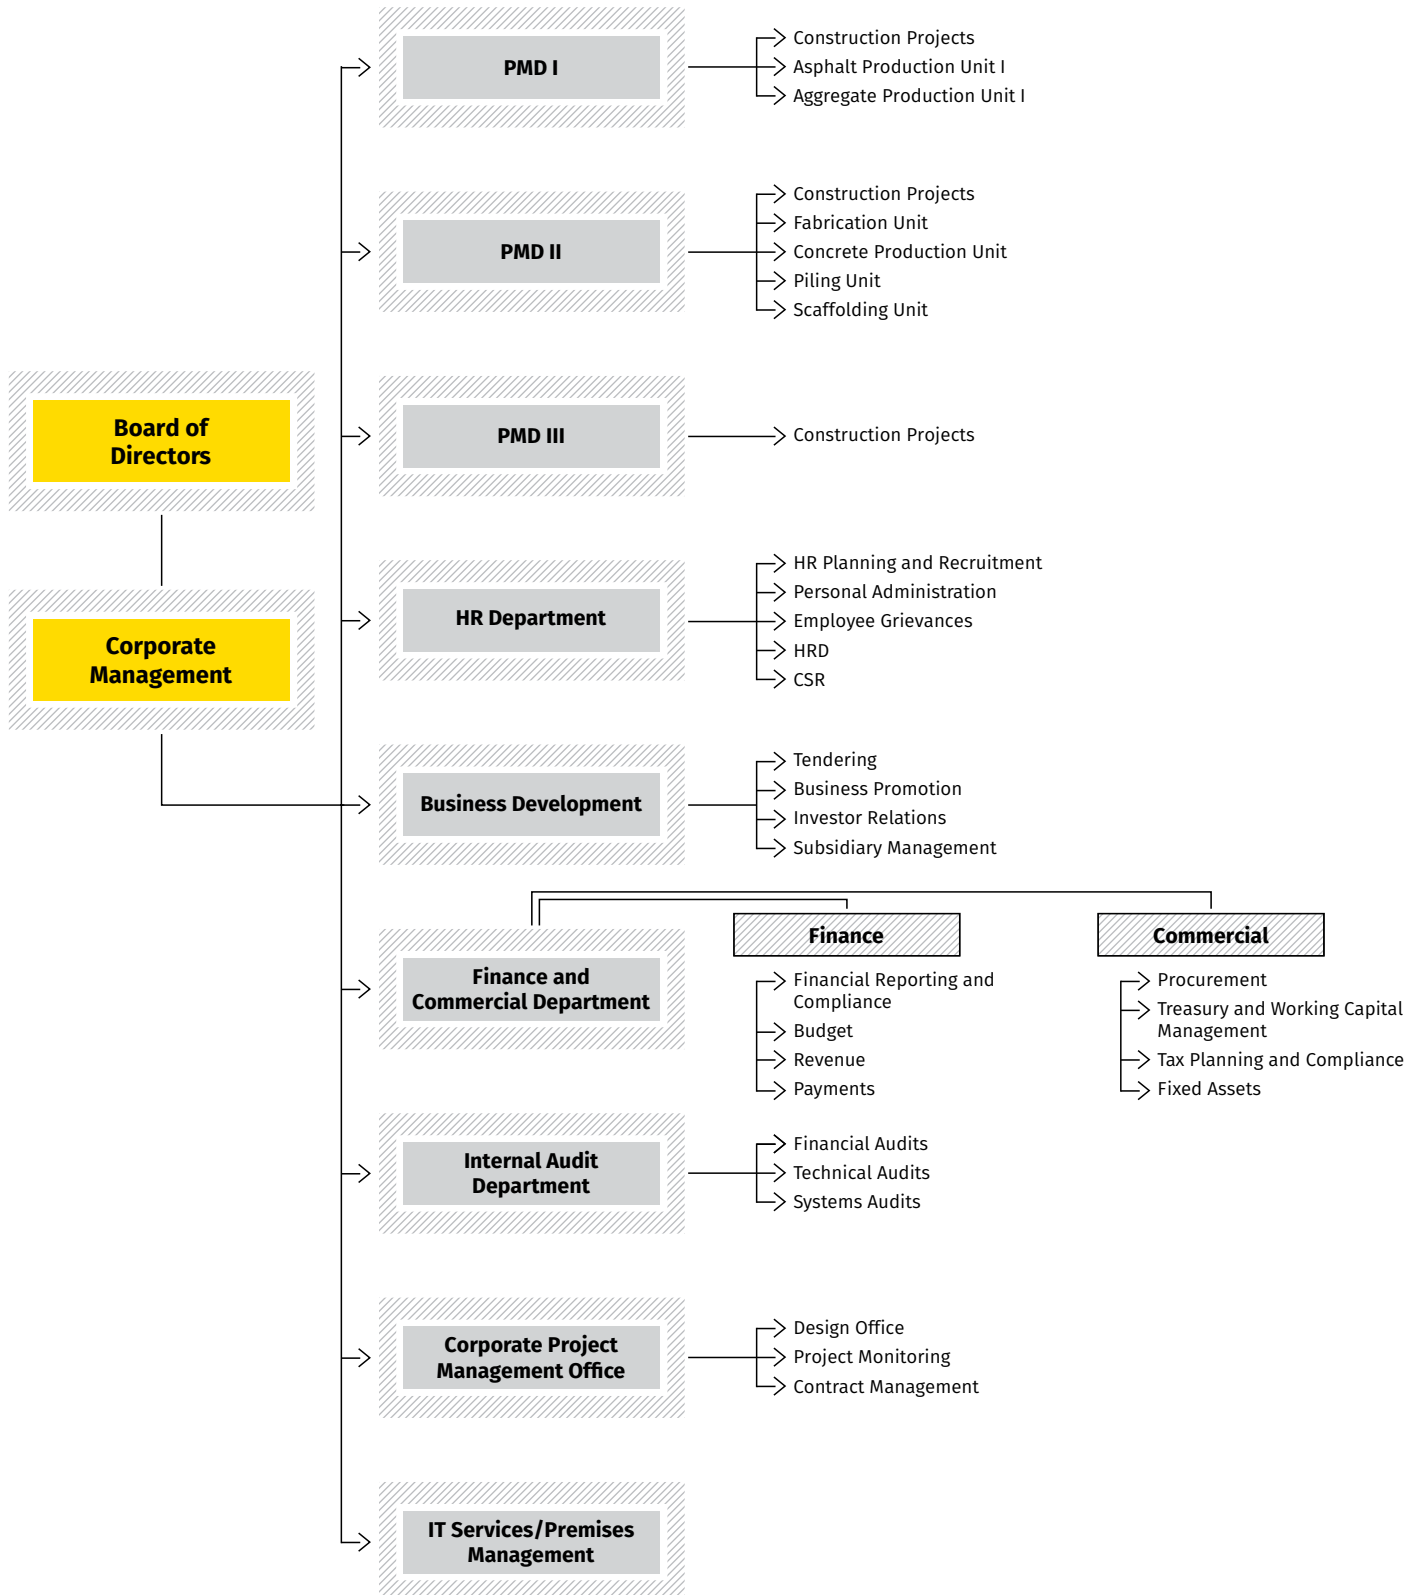 PMD I
Construction Projects
Asphalt Production Unit I
Aggregate Production Unit I
PMD II
Construction Projects
Fabrication Unit
Concrete Production Unit
Piling Unit
Scaffolding Unit
Board of
Directors
PMD III
Construction Projects
Corporate
Management
HR Department
HR Planning and Recruitment
Personal Administration
Employee Grievances
HRD
CSR
Business Development
Tendering
Business Promotion
Investor Relations
Subsidiary Management
Finance and
Commercial Department
Finance
Financial Reporting and
Compliance
Budget
Revenue
Payments
Commercial
Procurement
Treasury and Working Capital
Management
Tax Planning and Compliance
Fixed Assets
Internal Audit
Department
Financial Audits
Technical Audits
Systems Audits
Corporate Project
Management Office
Design Office
Project Monitoring
Contract Management
IT Services/Premises
Management